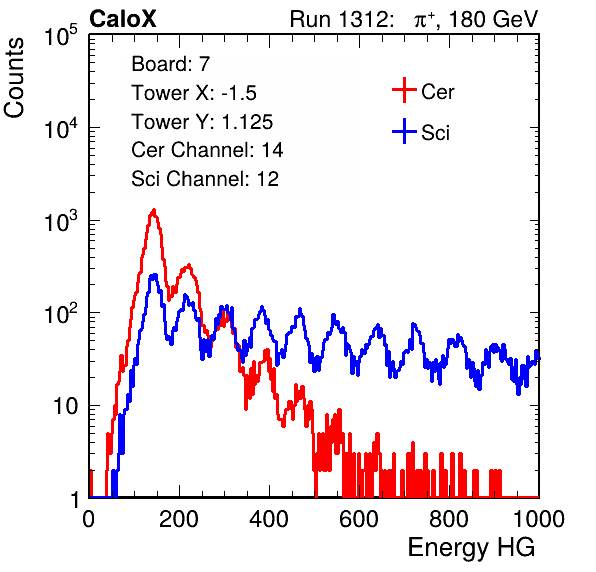 CaloX Run 1312: π⁺, 180 GeV
Counts
Board: 7
Tower X: -1.5
Tower Y: 1.125
Cer Channel: 14
Sci Channel: 12
Cer
Sci
10⁵
10⁴
10³
10²
10
1
0 200 400 600 800 1000
Energy HG